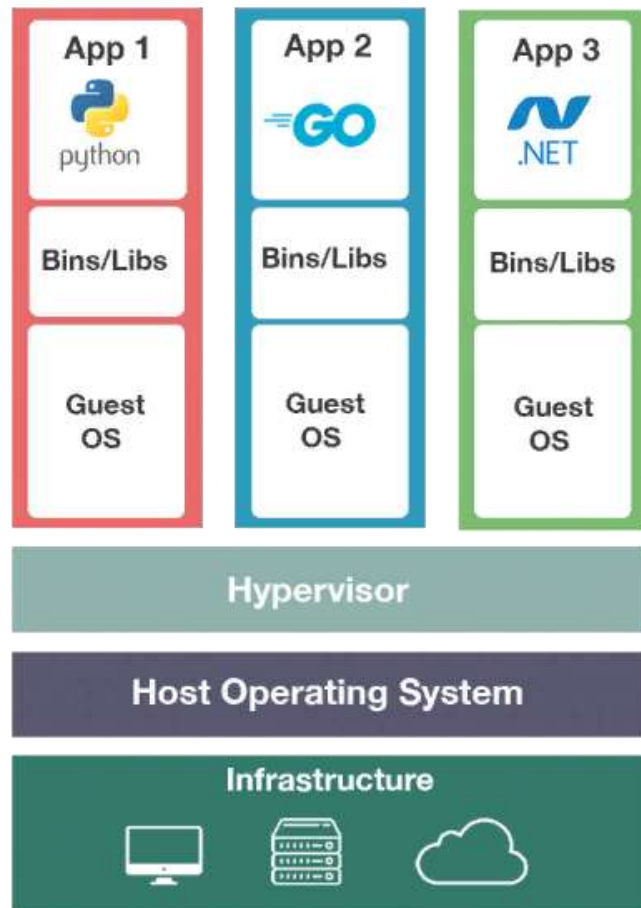 App 1
python
Bins/Libs
Guest
OS
App 2
GO
Bins/Libs
Guest
OS
App 3
.NET
Bins/Libs
Guest
OS
Hypervisor
Host Operating System
Infrastructure